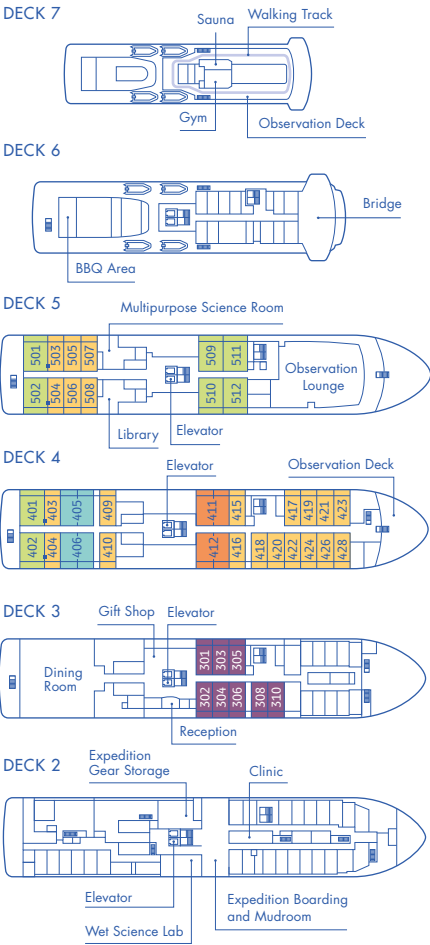 DECK 7
Sauna
Walking Track
Gym
Observation Deck
DECK 6
Bridge
BBQ Area
DECK 5
Multipurpose Science Room
501 503 505 507 509 511
Observation
Lounge
502 504 506 508 510 512
Library
Elevator
DECK 4
Elevator
Observation Deck
401 403 405 409 411 415 417 419 421 423
402 404 406 410 412 416 418 420 422 424 426 428
DECK 3
Gift Shop
Elevator
301 303 305
Dining
Room
302 304 306 308 310
Reception
DECK 2
Expedition
Gear Storage
Clinic
Elevator
Expedition Boarding
and Mudroom
Wet Science Lab